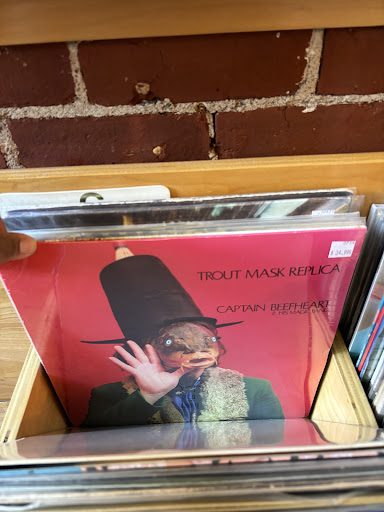 TROUT MASK REPLICA
CAPTAIN BEEFHEART
& HIS MAGIC BAND